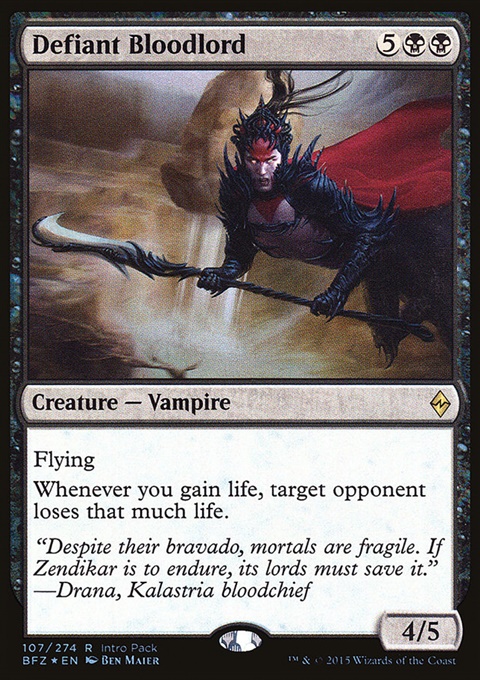 Defiant Bloodlord 5
Creature — Vampire
Flying
Whenever you gain life, target opponent
loses that much life.
“Despite their bravado, mortals are fragile. If
Zendikar is to endure, its lords must save it.”
—Drana, Kalastria bloodchief
4/5
107/274 R Intro Pack
BFZ ★ EN Ben Maier
™ & © 2015 Wizards of the Coast